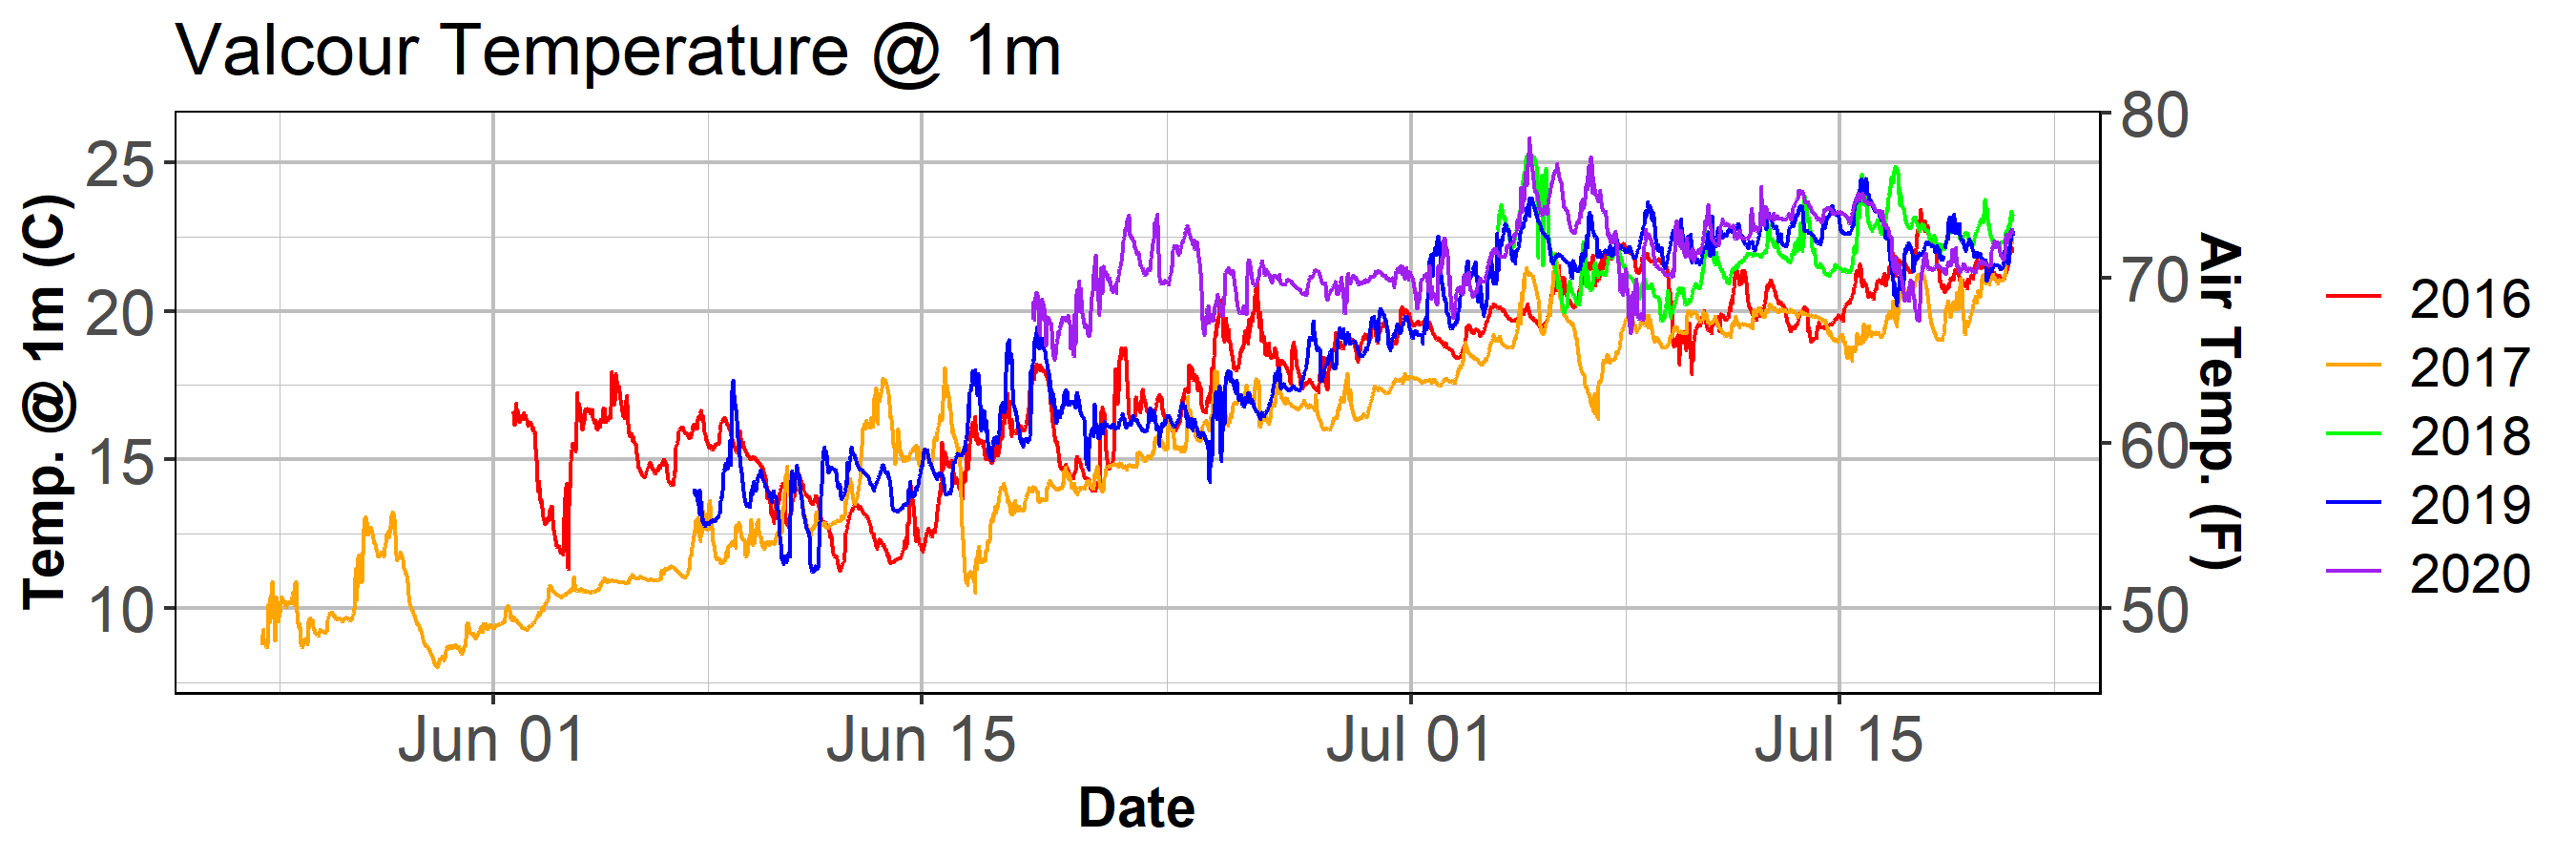 Valcour Temperature @ 1m
Temp. @ 1m (C)
25
20
15
10
80
70
60
50
Air Temp. (F)
Jun 01
Jun 15
Jul 01
Jul 15
Date
2016
2017
2018
2019
2020